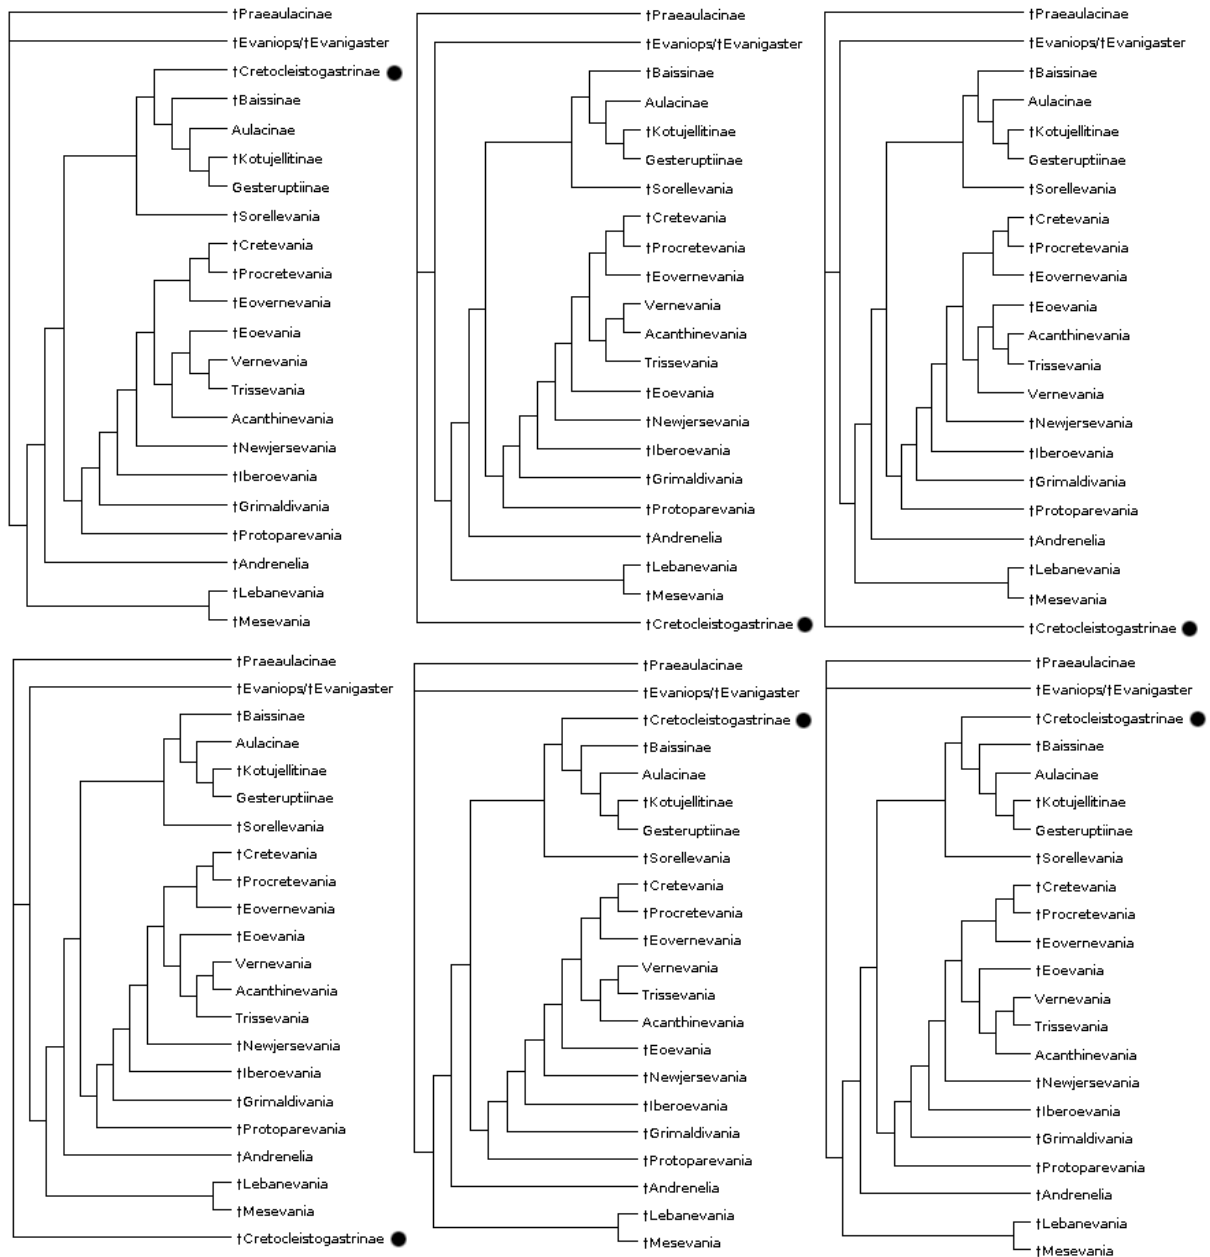 †Praeaulacinae
†Evaniops/†Evanigaster
†Cretocleistogastrinae
†Baissinae
Aulacinae
†Kotujellitinae
Gesteruptiinae
†Sorellevania
†Cretevania
†Procretevania
†Eovernevania
†Eoevania
Vernevania
Trissevania
Acanthinevania
†Newjersevania
†Iberoevania
†Grimaldivania
†Protoparevania
†Andrenelia
†Lebanevania
†Mesevania
†Praeaulacinae
†Evaniops/†Evanigaster
†Baissinae
Aulacinae
†Kotujellitinae
Gesteruptiinae
†Sorellevania
†Cretevania
†Procretevania
†Eovernevania
Vernevania
Acanthinevania
Trissevania
†Eoevania
†Newjersevania
†Iberoevania
†Grimaldivania
†Protoparevania
†Andrenelia
†Lebanevania
†Mesevania
†Cretocleistogastrinae
†Praeaulacinae
†Evaniops/†Evanigaster
†Baissinae
Aulacinae
†Kotujellitinae
Gesteruptiinae
†Sorellevania
†Cretevania
†Procretevania
†Eovernevania
†Eoevania
Acanthinevania
Trissevania
Vernevania
†Newjersevania
†Iberoevania
†Grimaldivania
†Protoparevania
†Andrenelia
†Lebanevania
†Mesevania
†Cretocleistogastrinae
†Praeaulacinae
†Evaniops/†Evanigaster
†Baissinae
Aulacinae
†Kotujellitinae
Gesteruptiinae
†Sorellevania
†Cretevania
†Procretevania
†Eovernevania
†Eoevania
Vernevania
Acanthinevania
Trissevania
†Newjersevania
†Iberoevania
†Grimaldivania
†Protoparevania
†Andrenelia
†Lebanevania
†Mesevania
†Cretocleistogastrinae
†Praeaulacinae
†Evaniops/†Evanigaster
†Cretocleistogastrinae
†Baissinae
Aulacinae
†Kotujellitinae
Gesteruptiinae
†Sorellevania
†Cretevania
†Procretevania
†Eovernevania
Vernevania
Trissevania
Acanthinevania
†Eoevania
†Newjersevania
†Iberoevania
†Grimaldivania
†Protoparevania
†Andrenelia
†Lebanevania
†Mesevania
†Praeaulacinae
†Evaniops/†Evanigaster
†Cretocleistogastrinae
†Baissinae
Aulacinae
†Kotujellitinae
Gesteruptiinae
†Sorellevania
†Cretevania
†Procretevania
†Eovernevania
†Eoevania
Vernevania
Trissevania
Acanthinevania
†Newjersevania
†Iberoevania
†Grimaldivania
†Protoparevania
†Andrenelia
†Lebanevania
†Mesevania